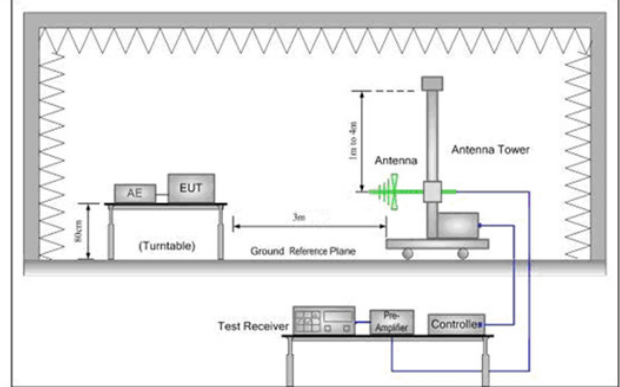 1m to 4m
Antenna
Antenna Tower
AE
EUT
80cm
3m
(Turntable)
Ground Reference Plane
Test Receiver
Pre-
Amplifier
Controller